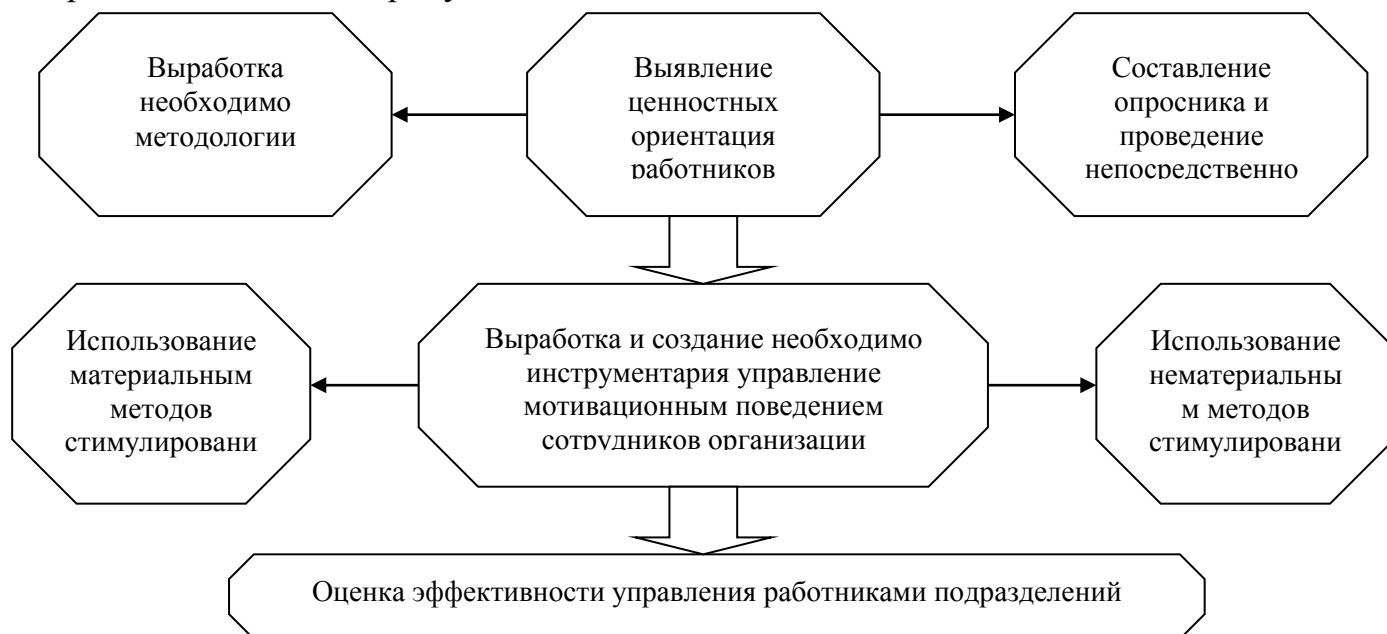 Выработка
необходимо
методологии
Выявление
ценностных
ориентация
работников
Составление
опросника и
проведение
непосредственно
Использование
материальным
методов
стимулировани
Выработка и создание необходимо
инструментария управление
мотивационным поведением
сотрудников организации
Использование
нематериальны
м методов
стимулировани
Оценка эффективности управления работниками подразделений